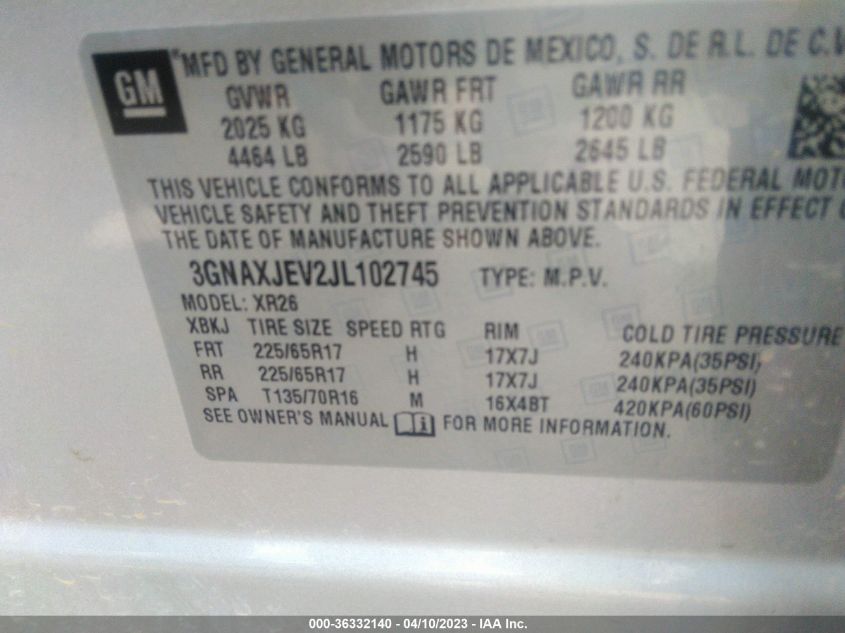 GM
MFD BY GENERAL MOTORS DE MEXICO, S. DE R.L. DE C.V
GVWR GAWR FRT GAWR RR
2025 KG 1175 KG 1200 KG
4464 LB 2590 LB 2645 LB
THIS VEHICLE CONFORMS TO ALL APPLICABLE U.S. FEDERAL MOTO
VEHICLE SAFETY AND THEFT PREVENTION STANDARDS IN EFFECT
THE DATE OF MANUFACTURE SHOWN ABOVE.
3GNAXJEV2JL102745 TYPE: M.P.V.
MODEL: XR26
XBKJ TIRE SIZE SPEED RTG RIM COLD TIRE PRESSURE
FRT 225/65R17 H 17X7J 240KPA(35PSI)
RR 225/65R17 H 17X7J 240KPA(35PSI)
SPA T135/70R16 M 16X4BT 420KPA(60PSI)
SEE OWNER'S MANUAL FOR MORE INFORMATION.
000-36332140 - 04/10/2023 - IAA Inc.